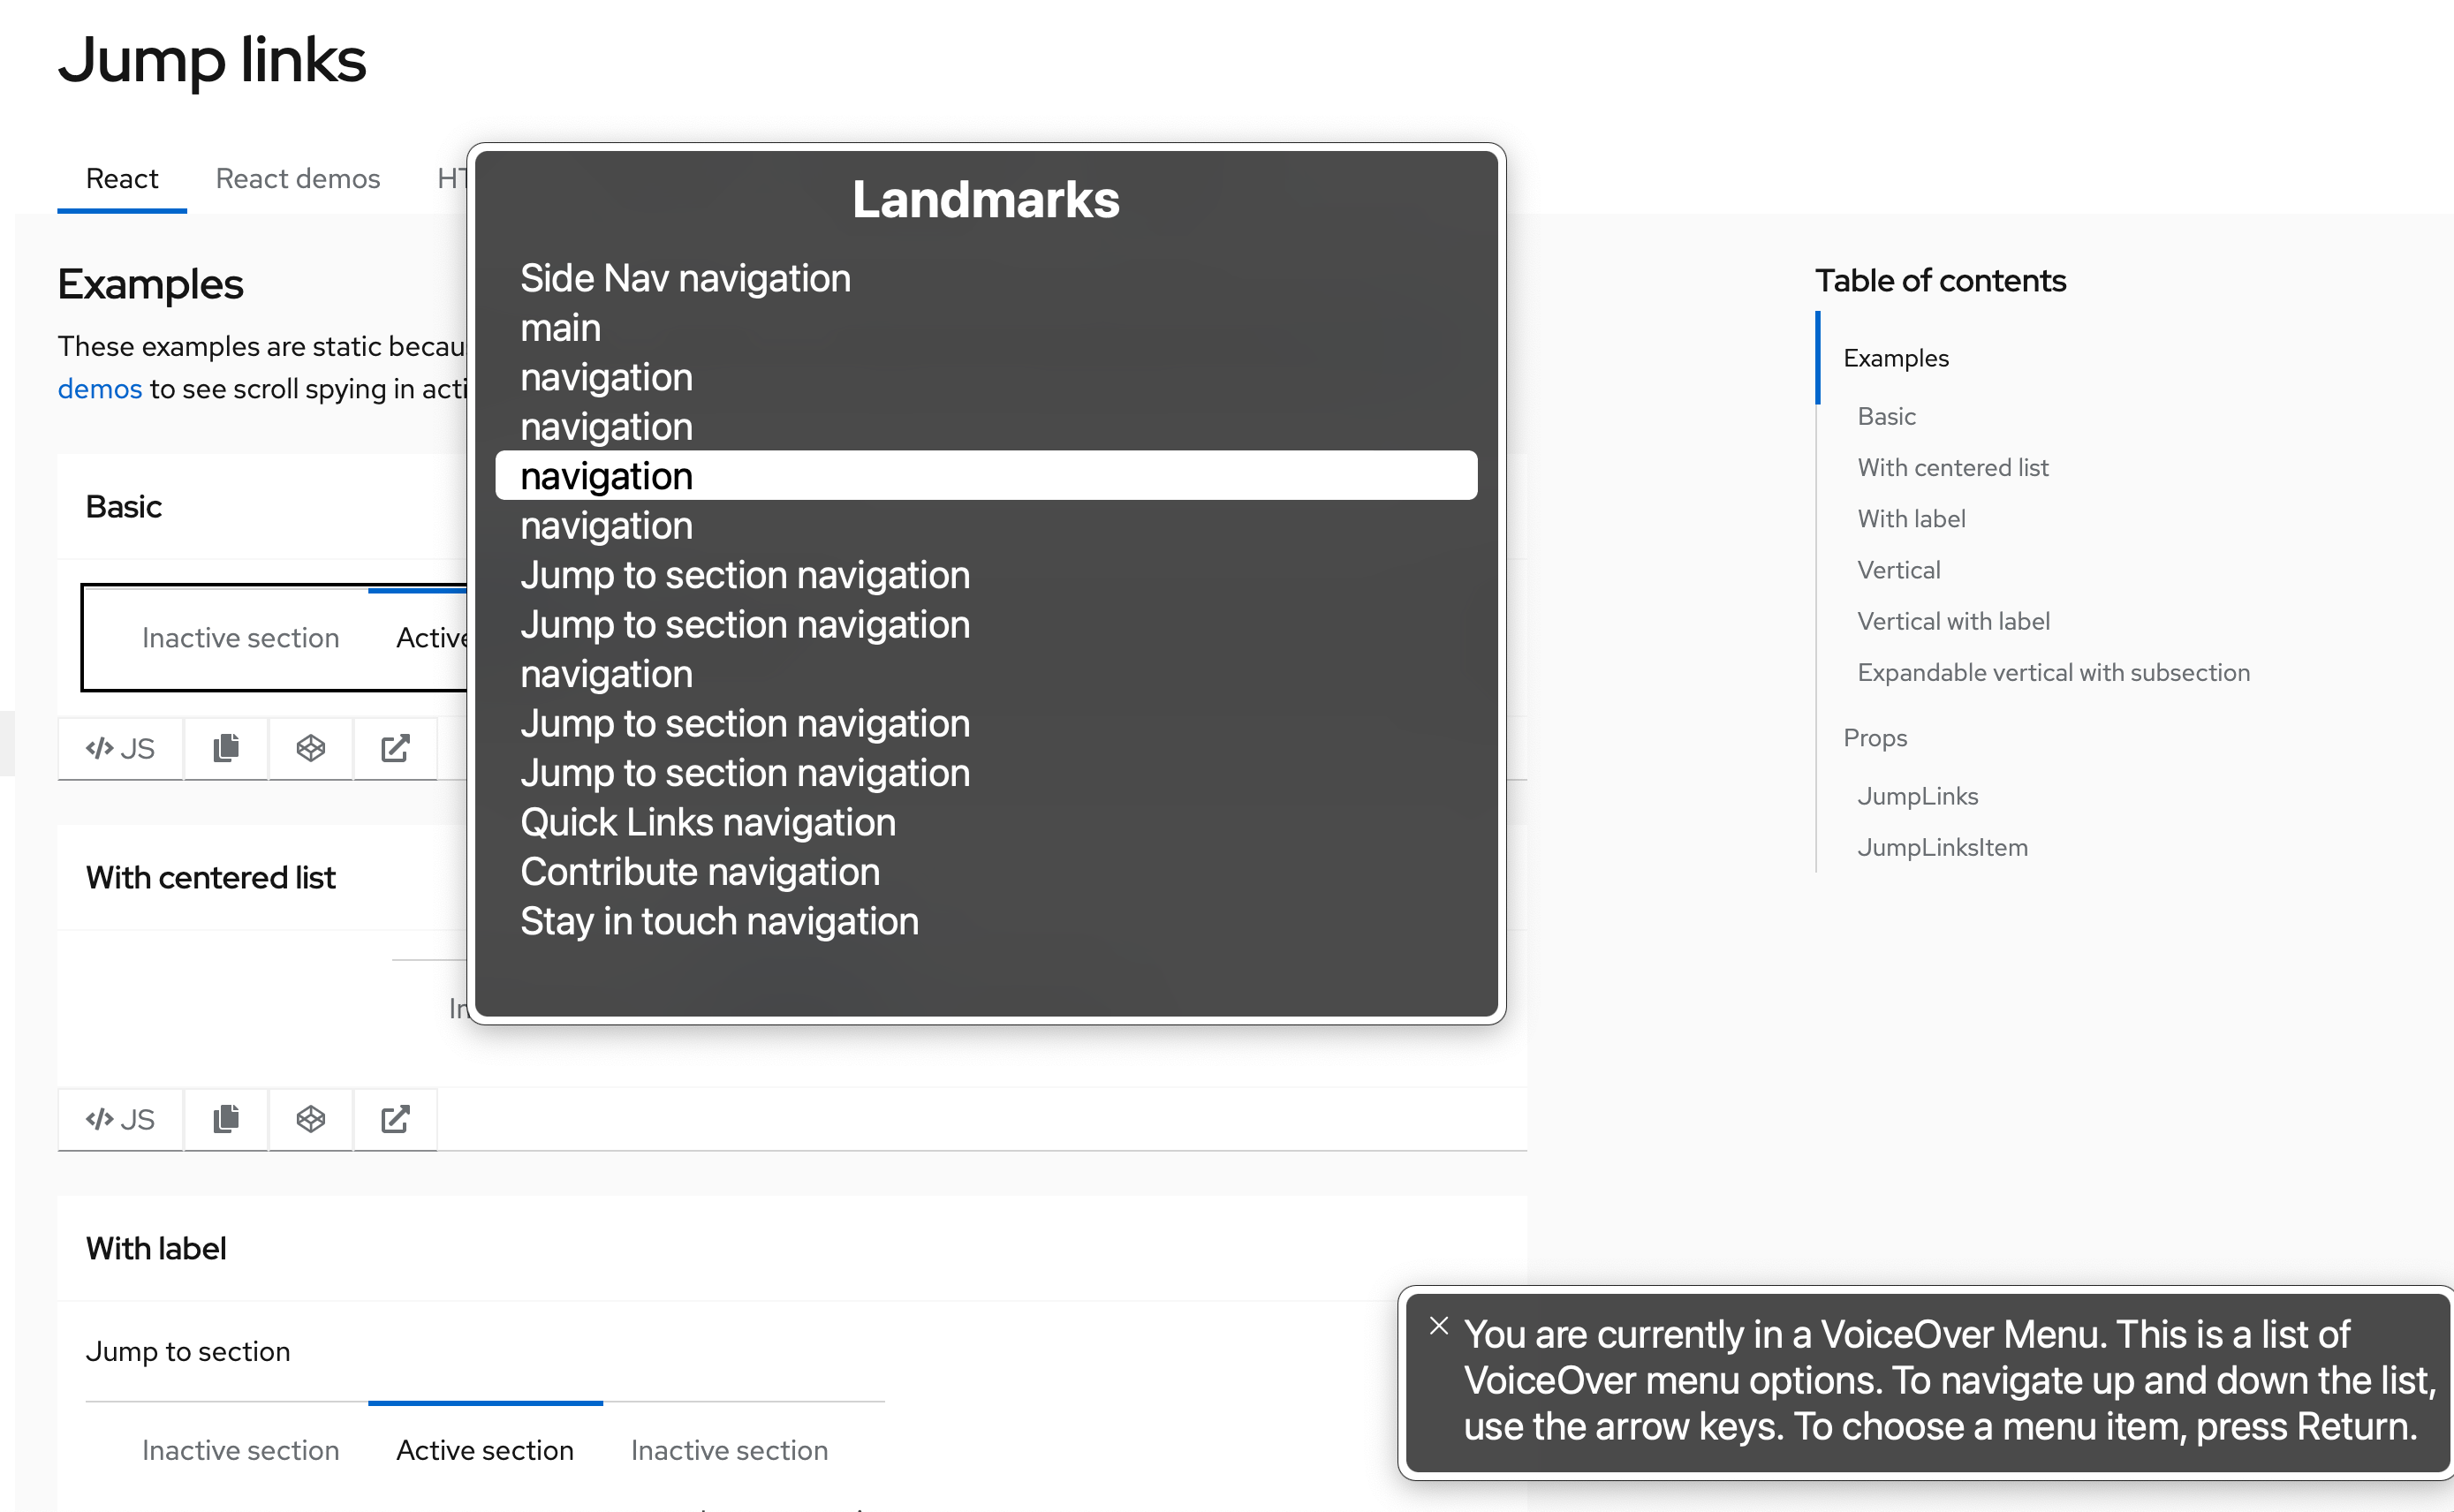 Jump links
React
React demos
Landmarks
Side Nav navigation
main
navigation
navigation
navigation
navigation
Jump to section navigation
Jump to section navigation
navigation
Jump to section navigation
Jump to section navigation
Quick Links navigation
Contribute navigation
Stay in touch navigation
Examples
These examples are static
demos to see scroll spying in
Basic
Inactive section
JS
With centered list
JS
With label
Jump to section
Inactive section Active section Inactive section
Table of contents
Examples
Basic
With centered list
With label
Vertical
Vertical with label
Expandable vertical with subsection
Props
JumpLinks
JumpLinksItem
You are currently in a VoiceOver Menu. This is a list of
VoiceOver menu options. To navigate up and down the list,
use the arrow keys. To choose a menu item, press Return.